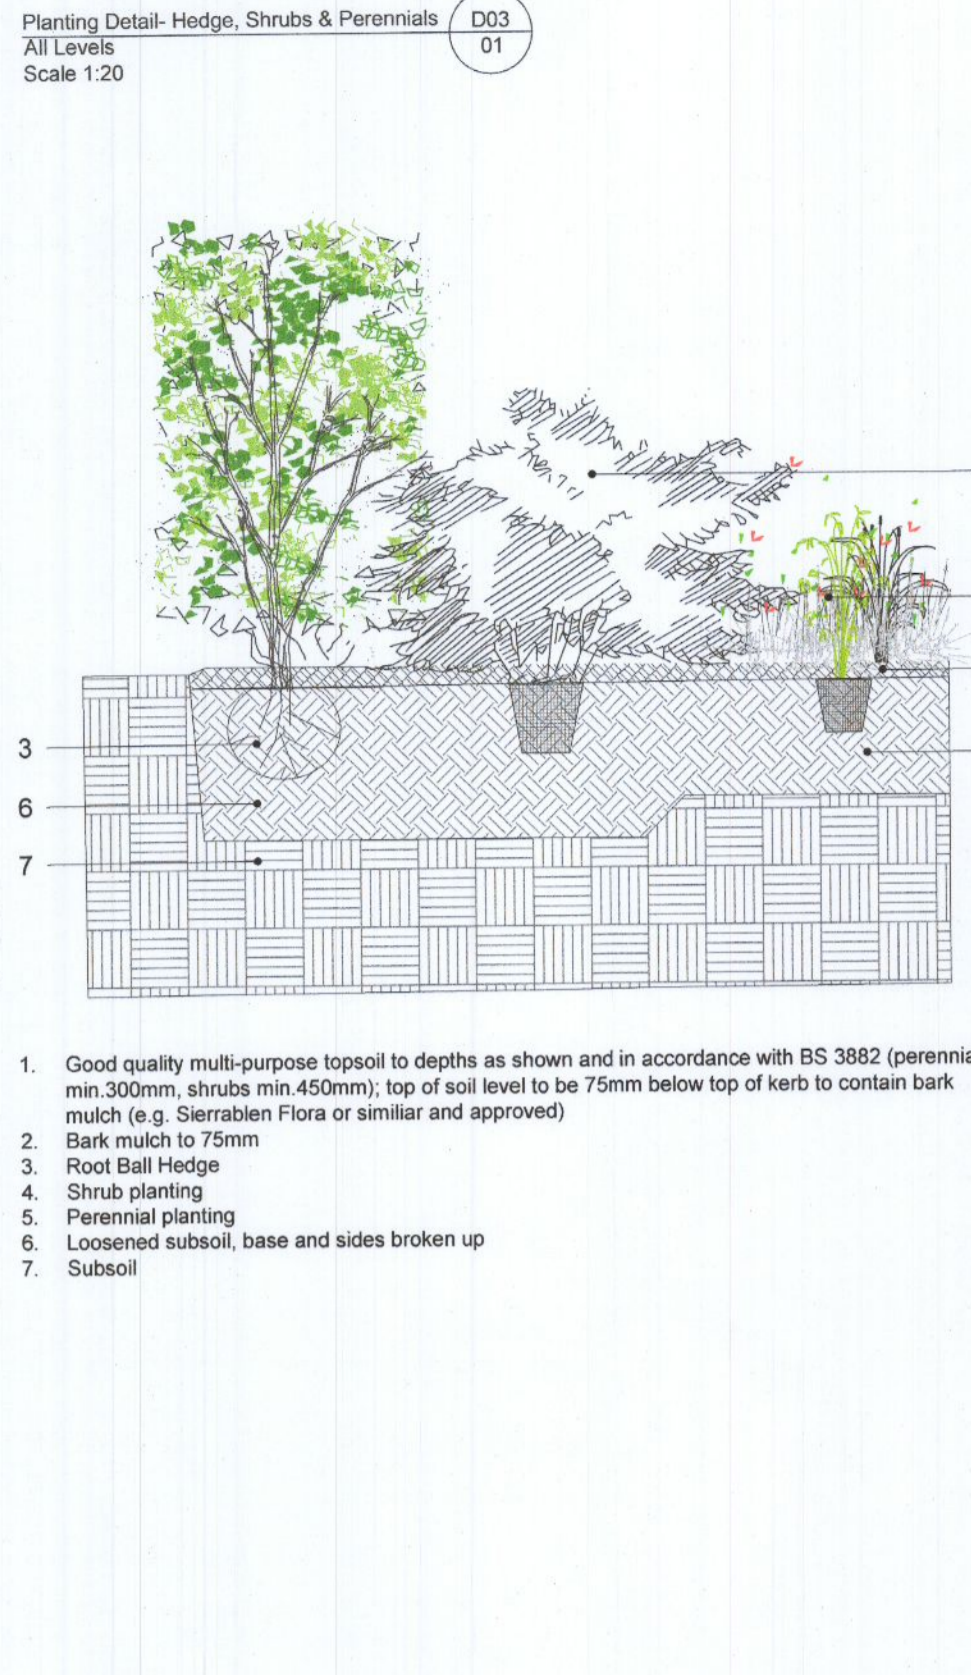 Planting Detail- Hedge, Shrubs & Perennials
D03
01
All Levels
Scale 1:20
3
6
7
1. Good quality multi-purpose topsoil to depths as shown and in accordance with BS 3882 (perennia
min.300mm, shrubs min.450mm); top of soil level to be 75mm below top of kerb to contain bark
mulch (e.g. Sierrablen Flora or similiar and approved)
2. Bark mulch to 75mm
3. Root Ball Hedge
4. Shrub planting
5. Perennial planting
6. Loosened subsoil, base and sides broken up
7. Subsoil